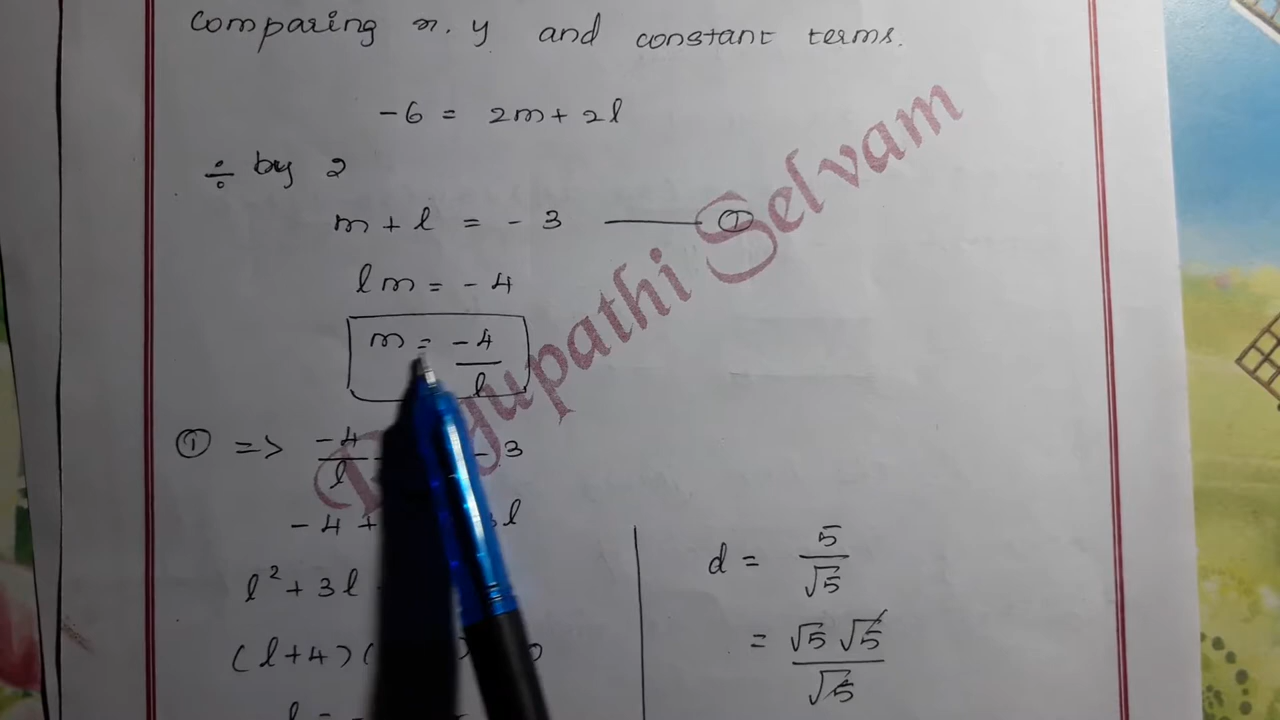 Comparing x, y and constant terms.
-6 = 2m + 2l
÷ by 2
m + l = -3 ——— ①
lm = -4
m = -4/l
① => -4/l - 3
-4 + l
l² + 3l
(l+4)(
l =
d = 5/√5
= √5 √5/√5
Selvam